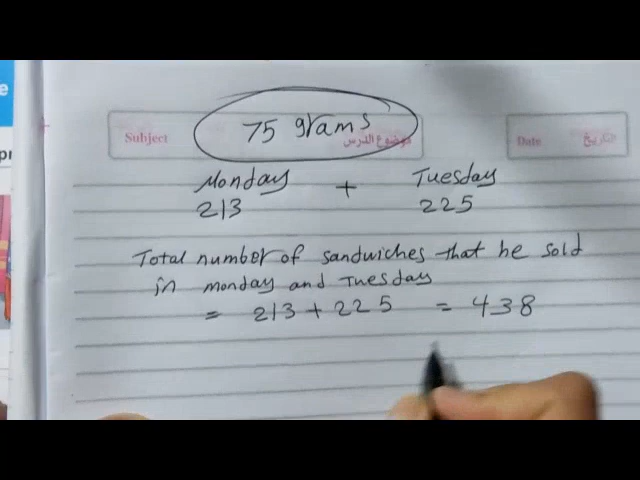 75 grams
Subject موضوع الدرس
Date التاريخ
Monday + Tuesday
213 225
Total number of sandwiches that he sold
in monday and Tuesday
= 213 + 225 = 438